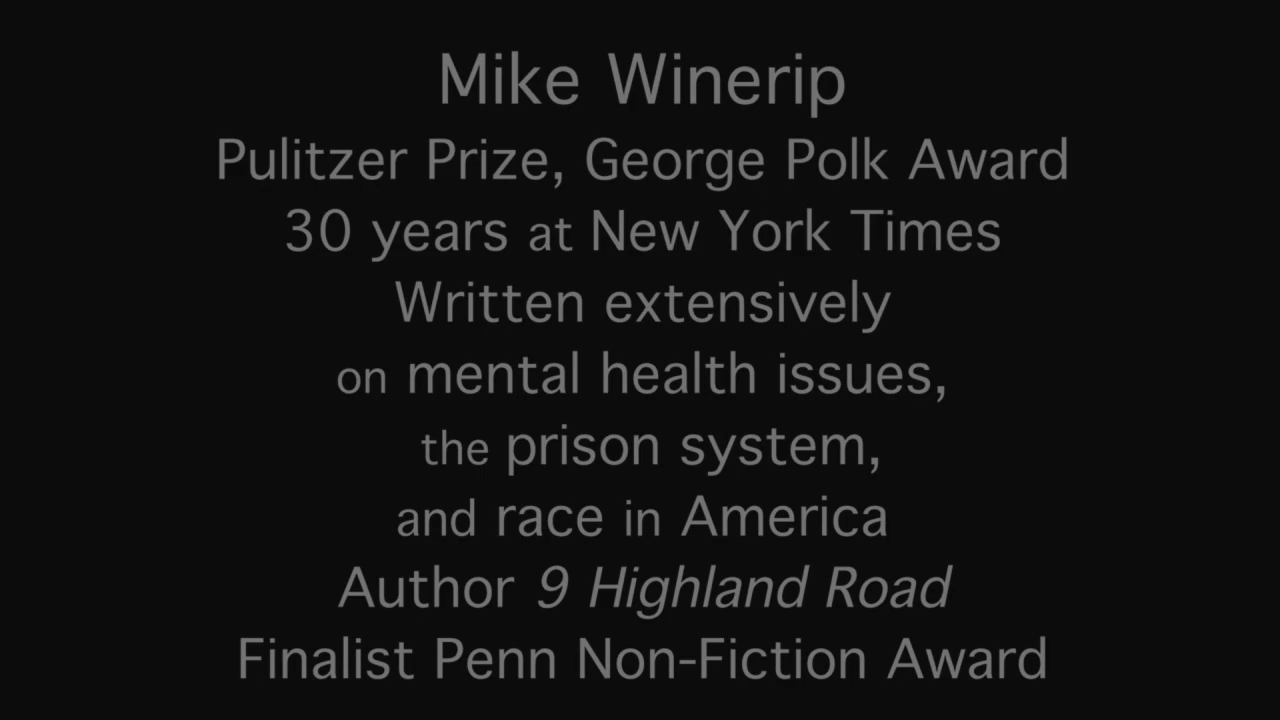 Mike Winerip
Pulitzer Prize, George Polk Award
30 years at New York Times
Written extensively
on mental health issues,
the prison system,
and race in America
Author 9 Highland Road
Finalist Penn Non-Fiction Award